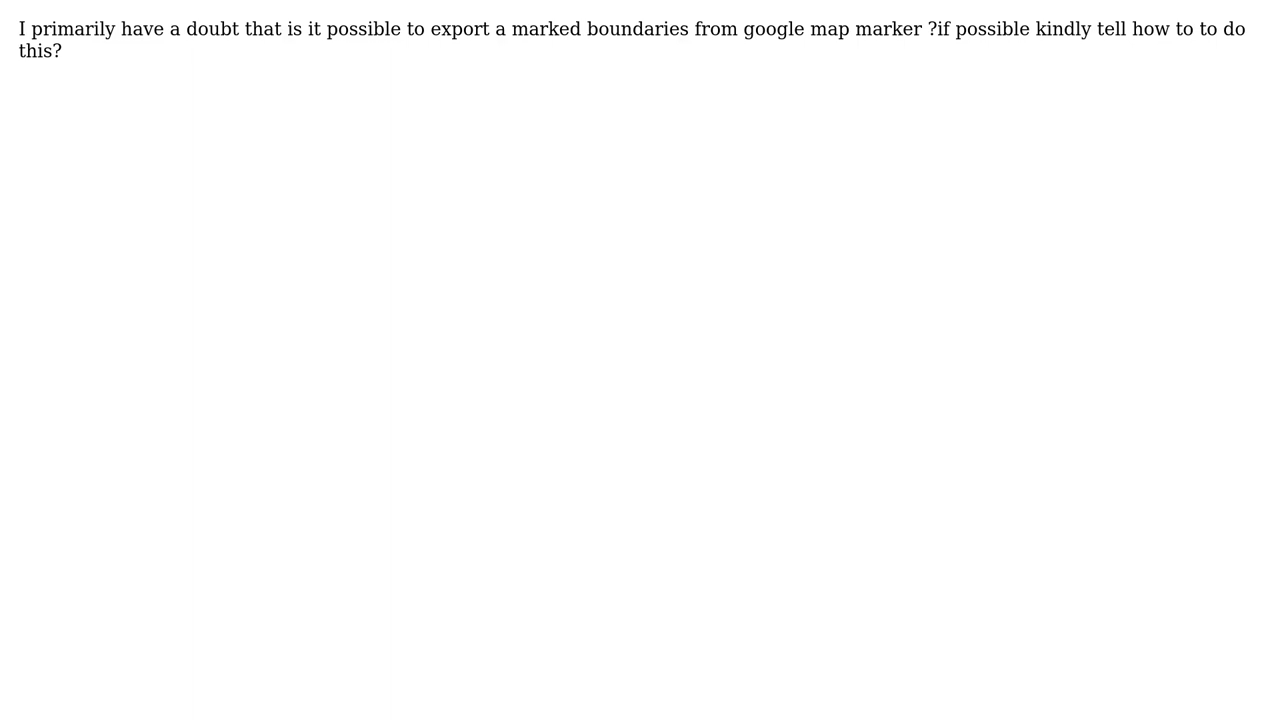 I primarily have a doubt that is it possible to export a marked boundaries from google map marker ?if possible kindly tell how to to do
this?